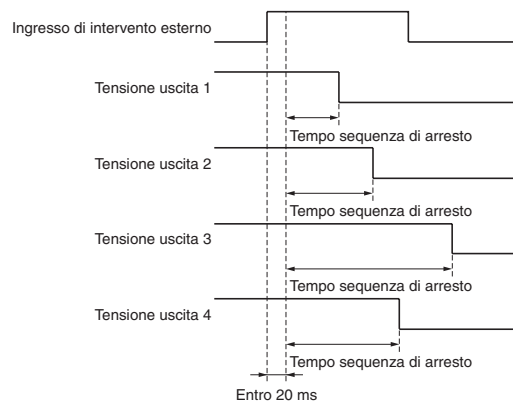 Ingresso di intervento esterno
Tensione uscita 1
Tempo sequenza di arresto
Tensione uscita 2
Tempo sequenza di arresto
Tensione uscita 3
Tempo sequenza di arresto
Tensione uscita 4
Tempo sequenza di arresto
Entro 20 ms